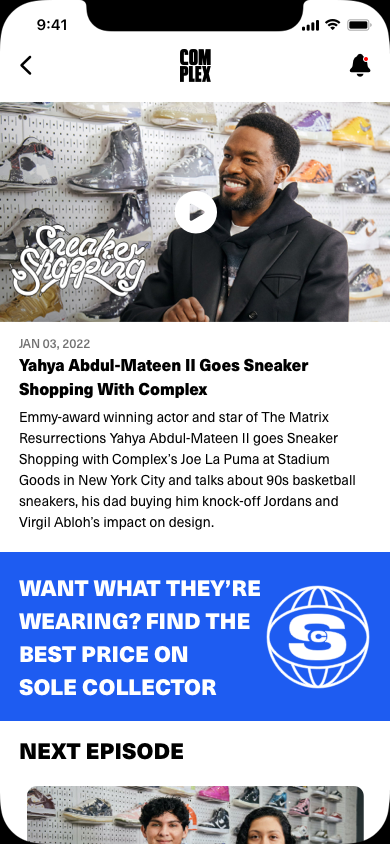 9:41
COM
PLEX
Sneaker
Shopping
JAN 03, 2022
Yahya Abdul-Mateen II Goes Sneaker
Shopping With Complex
Emmy-award winning actor and star of The Matrix
Resurrections Yahya Abdul-Mateen II goes Sneaker
Shopping with Complex’s Joe La Puma at Stadium
Goods in New York City and talks about 90s basketball
sneakers, his dad buying him knock-off Jordans and
Virgil Abloh’s impact on design.
WANT WHAT THEY’RE
WEARING? FIND THE
BEST PRICE ON
SOLE COLLECTOR
SC
NEXT EPISODE